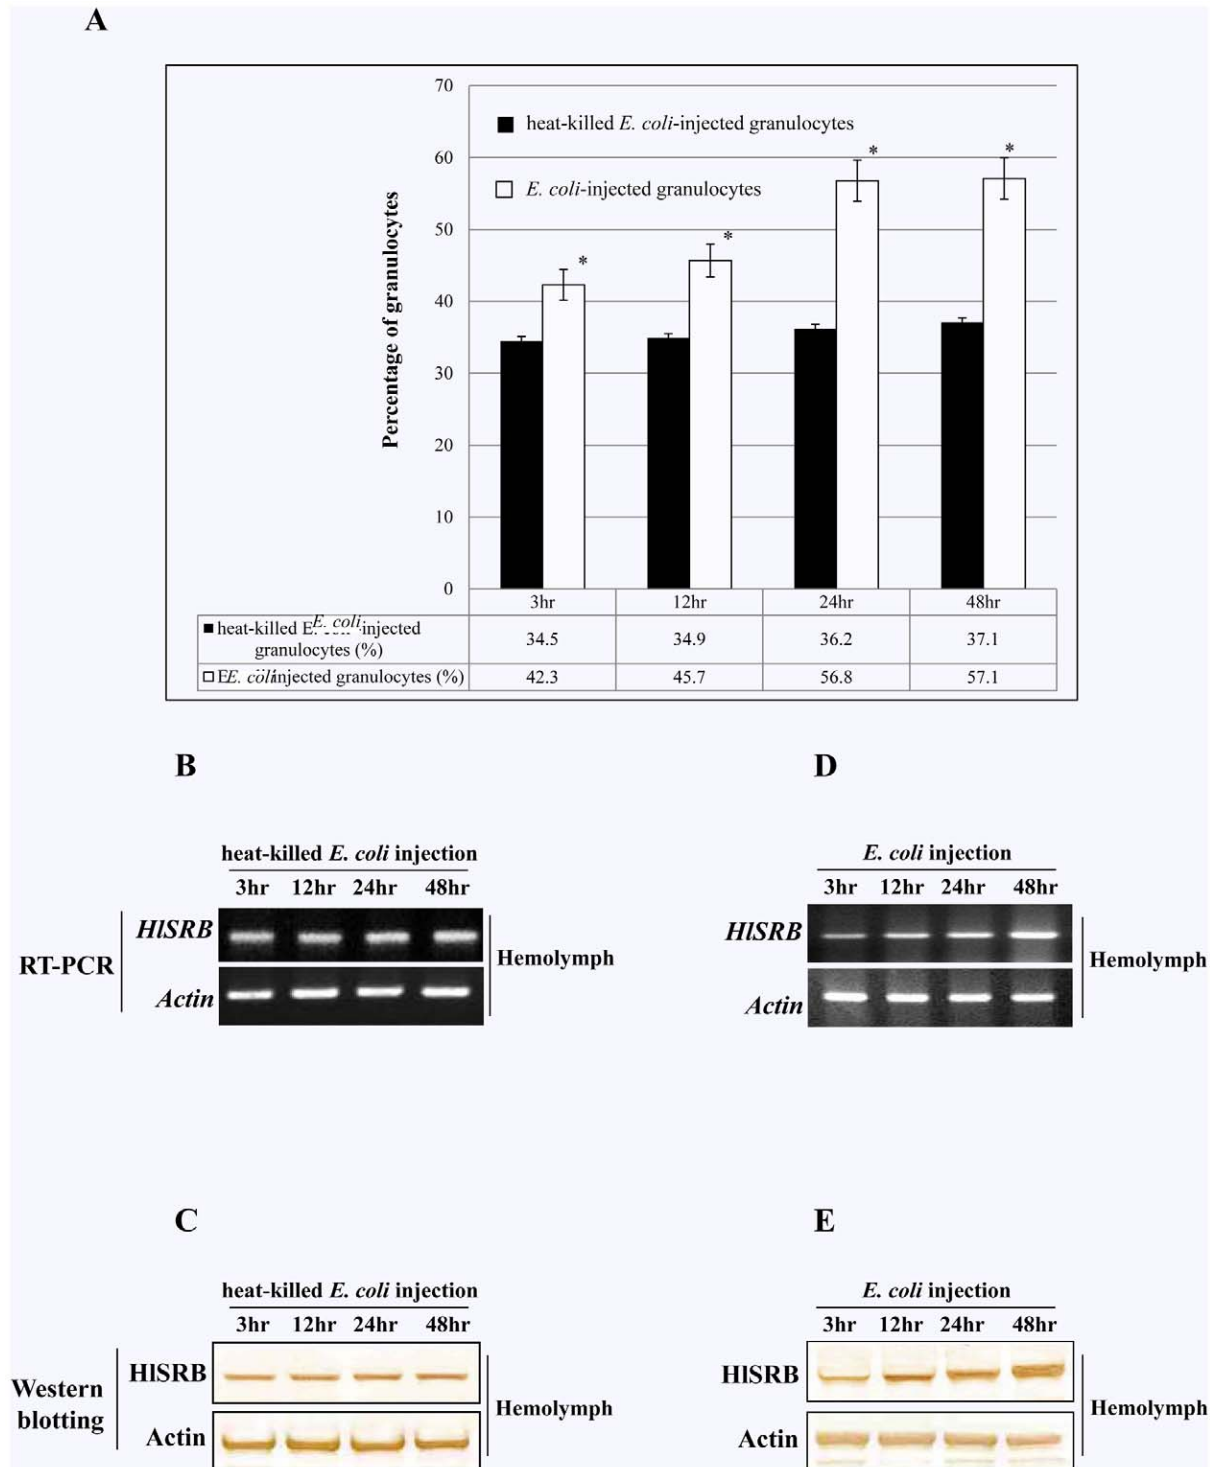 A
70
heat-killed E. coli-injected granulocytes
60
E. coli-injected granulocytes
50
40
30
20
10
0
Percentage of granulocytes
*
*
*
*
3hr 12hr 24hr 48hr
heat-killed E. coli injected
granulocytes (%)
34.5 34.9 36.2 37.1
E. coli injected granulocytes (%) 42.3 45.7 56.8 57.1
B
heat-killed E. coli injection
3hr 12hr 24hr 48hr
RT-PCR
HlSRB
Actin
Hemolymph
D
E. coli injection
3hr 12hr 24hr 48hr
HlSRB
Actin
Hemolymph
C
heat-killed E. coli injection
3hr 12hr 24hr 48hr
Western
blotting
HlSRB
Actin
Hemolymph
E
E. coli injection
3hr 12hr 24hr 48hr
HlSRB
Actin
Hemolymph